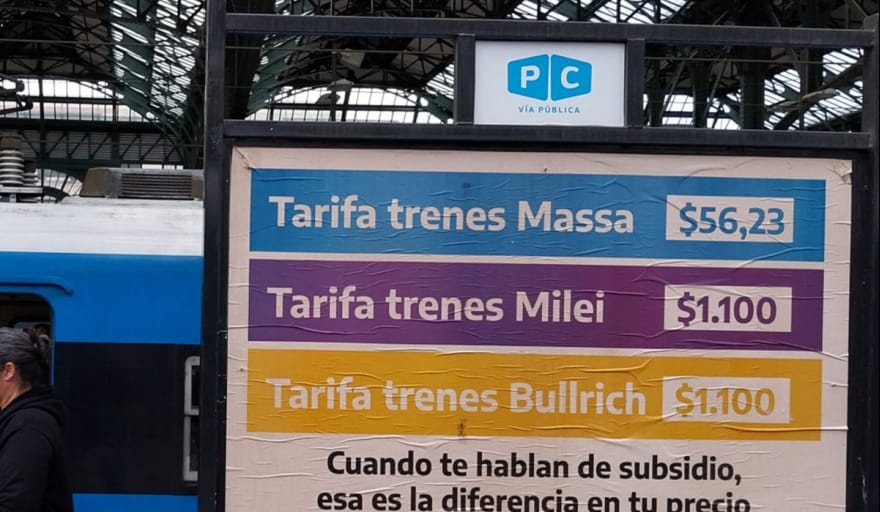 PC
VÍA PÚBLICA
Tarifa trenes Massa $56,23
Tarifa trenes Milei $1.100
Tarifa trenes Bullrich $1.100
Cuando te hablan de subsidio,
esa es la diferencia en tu precio